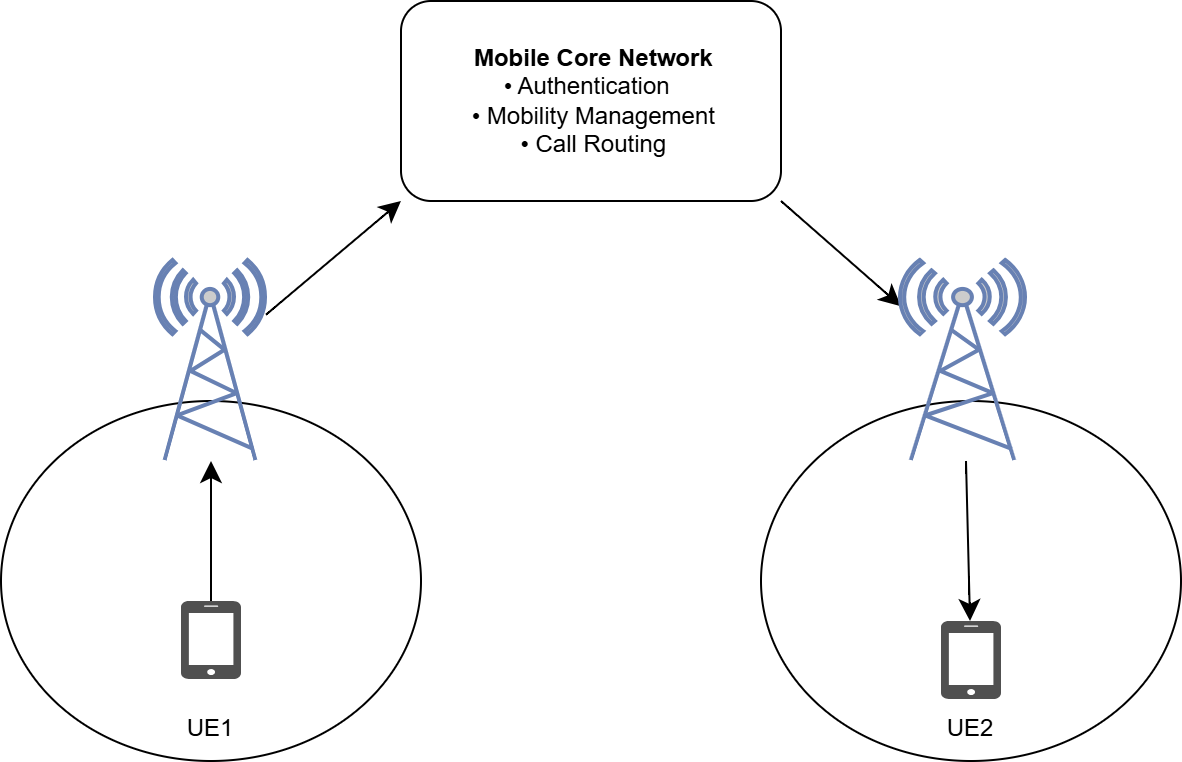 Mobile Core Network
• Authentication
• Mobility Management
• Call Routing
UE1
UE2